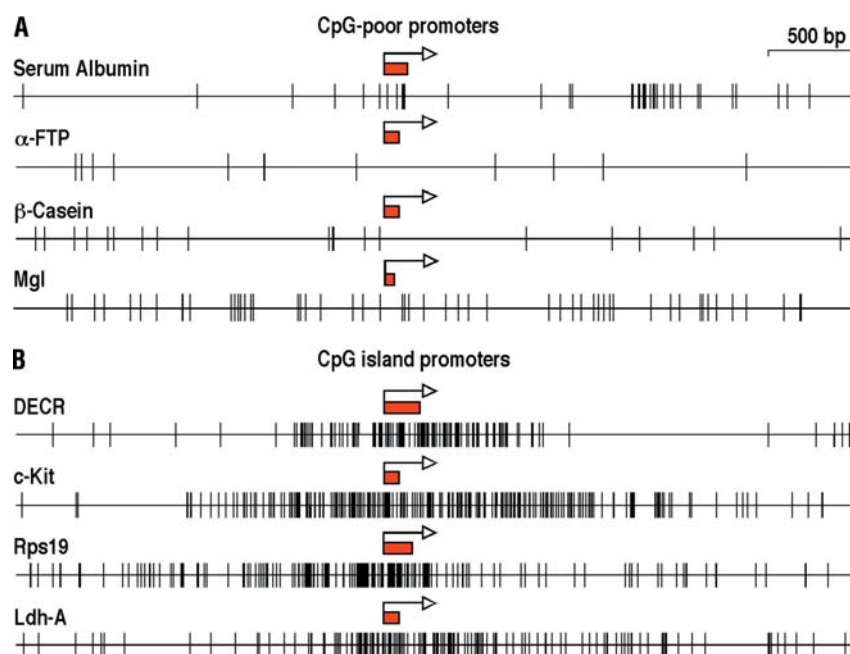 A
CpG-poor promoters
500 bp
Serum Albumin
α-FTP
β-Casein
Mgl
B
CpG island promoters
DECR
c-Kit
Rps19
Ldh-A